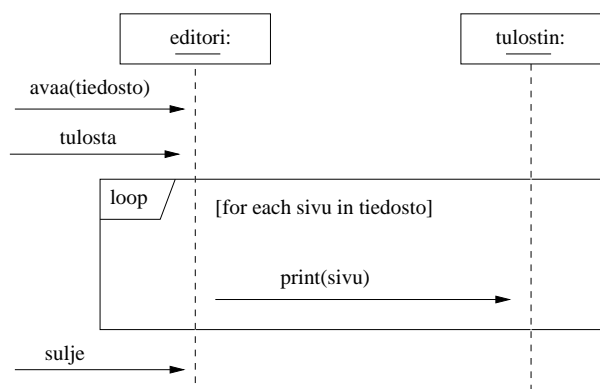 editori:
tulostin:
avaa(tiedosto)
tulosta
loop
[for each sivu in tiedosto]
print(sivu)
sulje